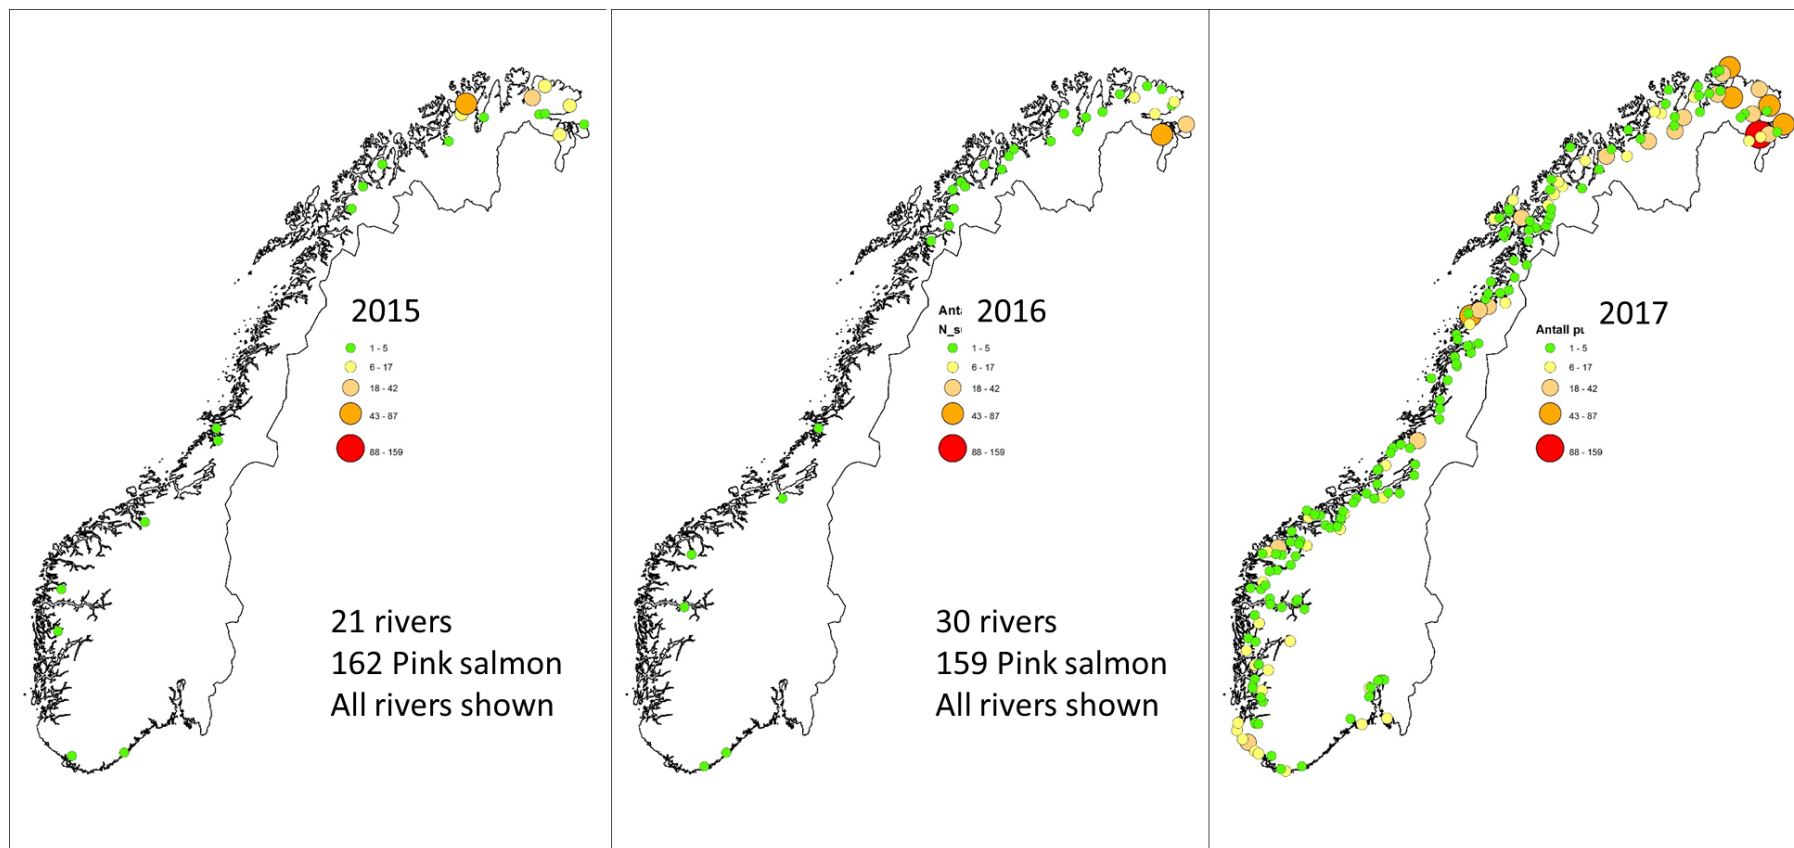 2015
1 - 5
6 - 17
18 - 42
43 - 87
88 - 159
21 rivers
162 Pink salmon
All rivers shown
2016
1 - 5
6 - 17
18 - 42
43 - 87
88 - 159
30 rivers
159 Pink salmon
All rivers shown
2017
Antall
1 - 5
6 - 17
18 - 42
43 - 87
88 - 159